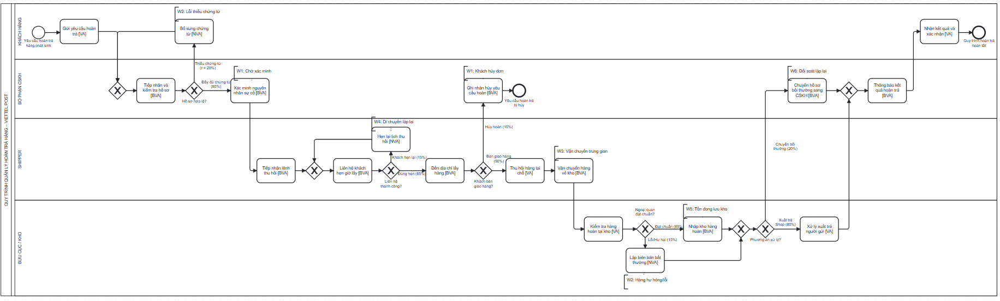 QUY TRÌNH QUẢN LÝ HOÀN TRẢ HÀNG – VIETTEL POST
KHÁCH HÀNG
Yêu cầu hoàn trả
hàng phát sinh
Gửi yêu cầu hoàn
trả [VA]
W2: Lỗi thiếu chứng từ
Bổ sung chứng
từ [NVA]
Nhận kết quả và
xác nhận [VA]
Quy trình hoàn trả
hoàn tất
BỘ PHẬN CSKH
Tiếp nhận và
kiểm tra hồ sơ
[BVA]
Thiếu chứng từ
(r = 20%)
Hồ sơ hợp lệ?
Đầy đủ chứng từ
(80%)
W1: Chờ xác minh
Xác minh nguyên
nhân sự cố [BVA]
W1: Khách hủy đơn
Ghi nhận hủy yêu
cầu hoàn [BVA]
Yêu cầu hoàn trả
bị hủy
W6: Đối soát lặp lại
Chuyển hồ sơ
bồi thường sang
CSKH [BVA]
Thông báo kết
quả hoàn trả
[BVA]
SHIPPER
Tiếp nhận lệnh
thu hồi [BVA]
W4: Di chuyển lặp lại
Hẹn lại lịch thu
hồi [NVA]
Liên hệ khách
hẹn giờ lấy [BVA]
Khách hẹn lại (15%)
Đúng hẹn (85%)
Liên hệ
thành công?
Đến địa chỉ lấy
hàng [BVA]
Hủy hoàn (10%)
Bàn giao hàng
(90%)
Khách bàn
giao hàng?
Thu hồi hàng tại
chỗ [VA]
W3: Vận chuyển trung gian
Vận chuyển hàng
về kho [BVA]
Chuyển bồi
thường (20%)
BƯU CỤC / KHO
Kiểm tra hàng
hoàn tại kho [VA]
Ngoại quan
đạt chuẩn?
Đạt chuẩn (85%)
Lỗi/Hư hại (15%)
W5: Tồn đọng lưu kho
Nhập kho hàng
hoàn [BVA]
Lập biên bản bất
thường [NVA]
W2: Hàng hư hỏng/lỗi
Phương án xử lý?
Xuất trả
Shop (80%)
Xử lý xuất trả
người gửi [VA]